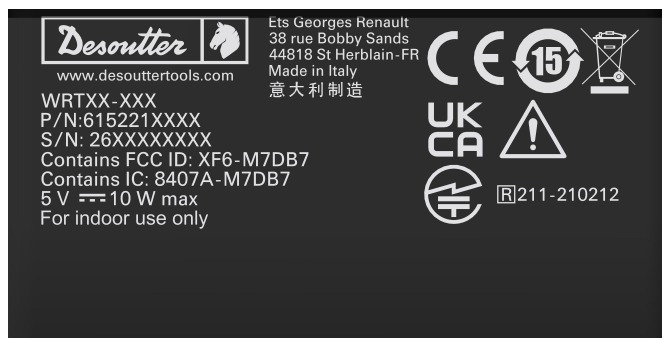 Desoutter
www.desouttertools.com
Ets Georges Renault
38 rue Bobby Sands
44818 St Herblain-FR
Made in Italy
意大利制造
WRTXX-XXX
P/N:615221XXXX
S/N: 26XXXXXXXX
Contains FCC ID: XF6-M7DB7
Contains IC: 8407A-M7DB7
5 V ⎓ 10 W max
For indoor use only
CE
15
UK
CA
R 211-210212